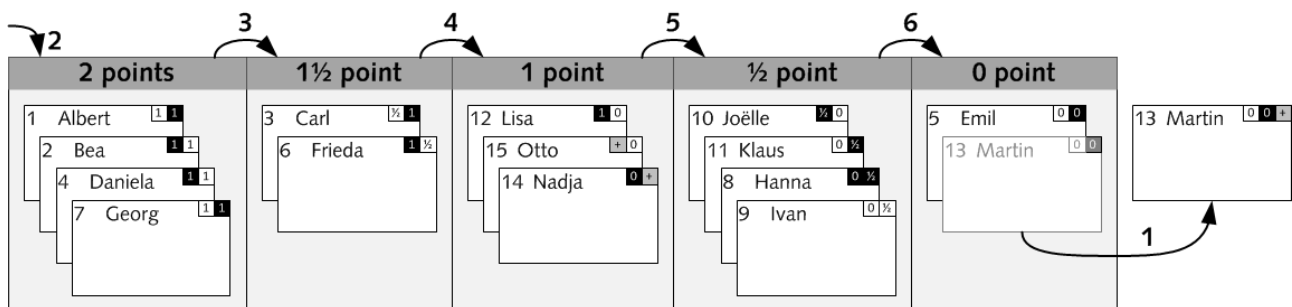 2 3 4 5 6
2 points 1½ point 1 point ½ point 0 point
1 Albert 1 1
2 Bea 1 1
4 Daniela 1 1
7 Georg 1 1
3 Carl ½ 1
6 Frieda 1 ½
12 Lisa 1 0
15 Otto + 0
14 Nadja 0 +
10 Joëlle ½ 0
11 Klaus 0 ½
8 Hanna 0 ½
9 Ivan 0 ½
5 Emil 0 0
13 Martin 0 0
13 Martin 0 0 +
1